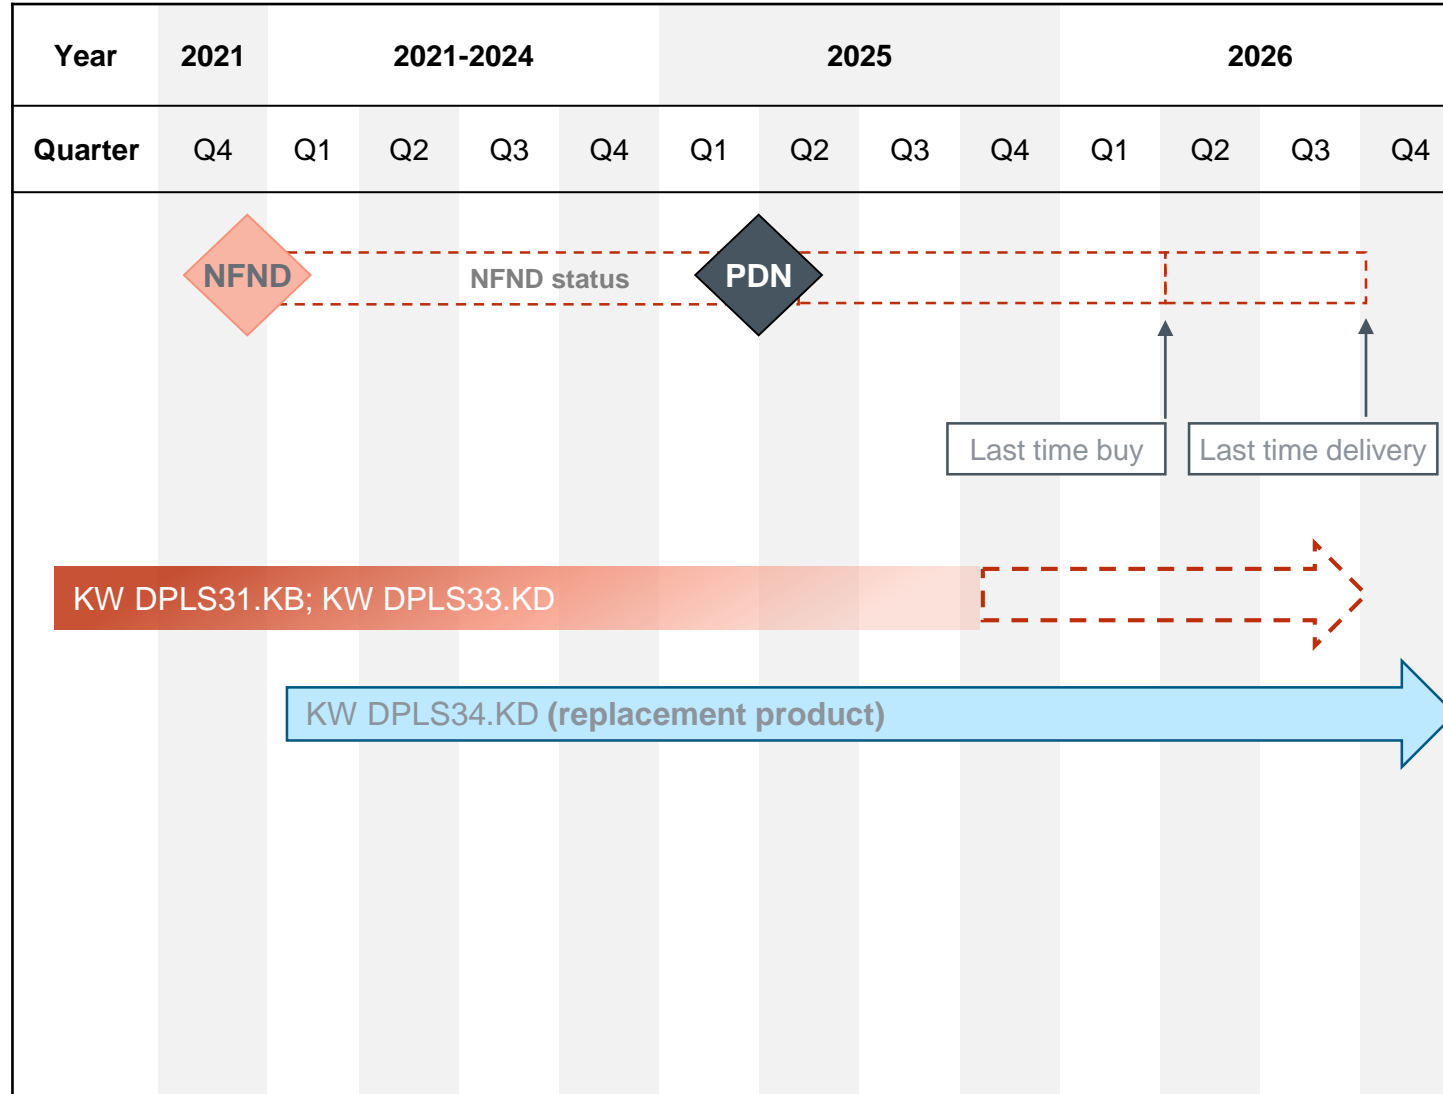 Year 2021 2021-2024 2025 2026
Quarter Q4 Q1 Q2 Q3 Q4 Q1 Q2 Q3 Q4 Q1 Q2 Q3 Q4
NFND NFND status PDN
Last time buy Last time delivery
KW DPLS31.KB; KW DPLS33.KD
KW DPLS34.KD (replacement product)